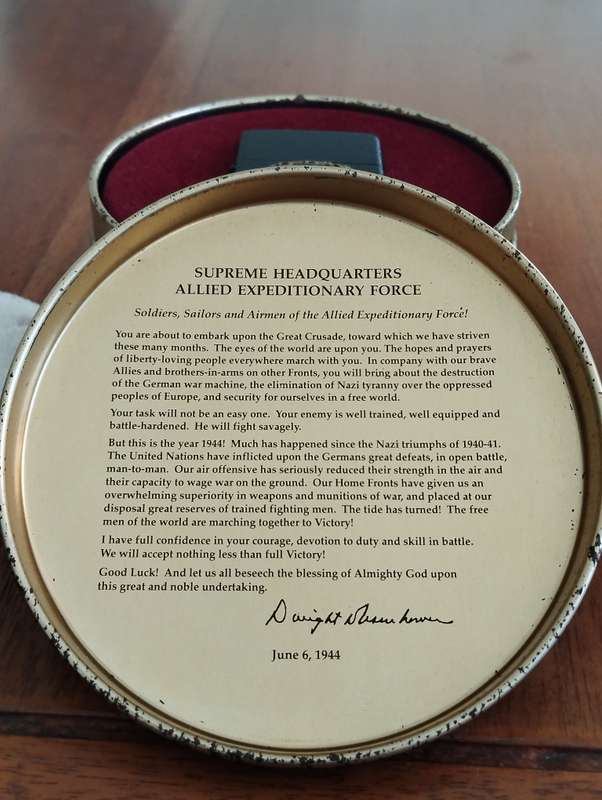 SUPREME HEADQUARTERS
ALLIED EXPEDITIONARY FORCE
Soldiers, Sailors and Airmen of the Allied Expeditionary Force!
You are about to embark upon the Great Crusade, toward which we have striven
these many months. The eyes of the world are upon you. The hopes and prayers
of liberty-loving people everywhere march with you. In company with our brave
Allies and brothers-in-arms on other Fronts, you will bring about the destruction
of the German war machine, the elimination of Nazi tyranny over the oppressed
peoples of Europe, and security for ourselves in a free world.
Your task will not be an easy one. Your enemy is well trained, well equipped and
battle-hardened. He will fight savagely.
But this is the year 1944! Much has happened since the Nazi triumphs of 1940-41.
The United Nations have inflicted upon the Germans great defeats, in open battle,
man-to-man. Our air offensive has seriously reduced their strength in the air and
their capacity to wage war on the ground. Our Home Fronts have given us an
overwhelming superiority in weapons and munitions of war, and placed at our
disposal great reserves of trained fighting men. The tide has turned! The free
men of the world are marching together to Victory!
I have full confidence in your courage, devotion to duty and skill in battle.
We will accept nothing less than full Victory!
Good Luck! And let us all beseech the blessing of Almighty God upon
this great and noble undertaking.
Dwight D Eisenhower
June 6, 1944